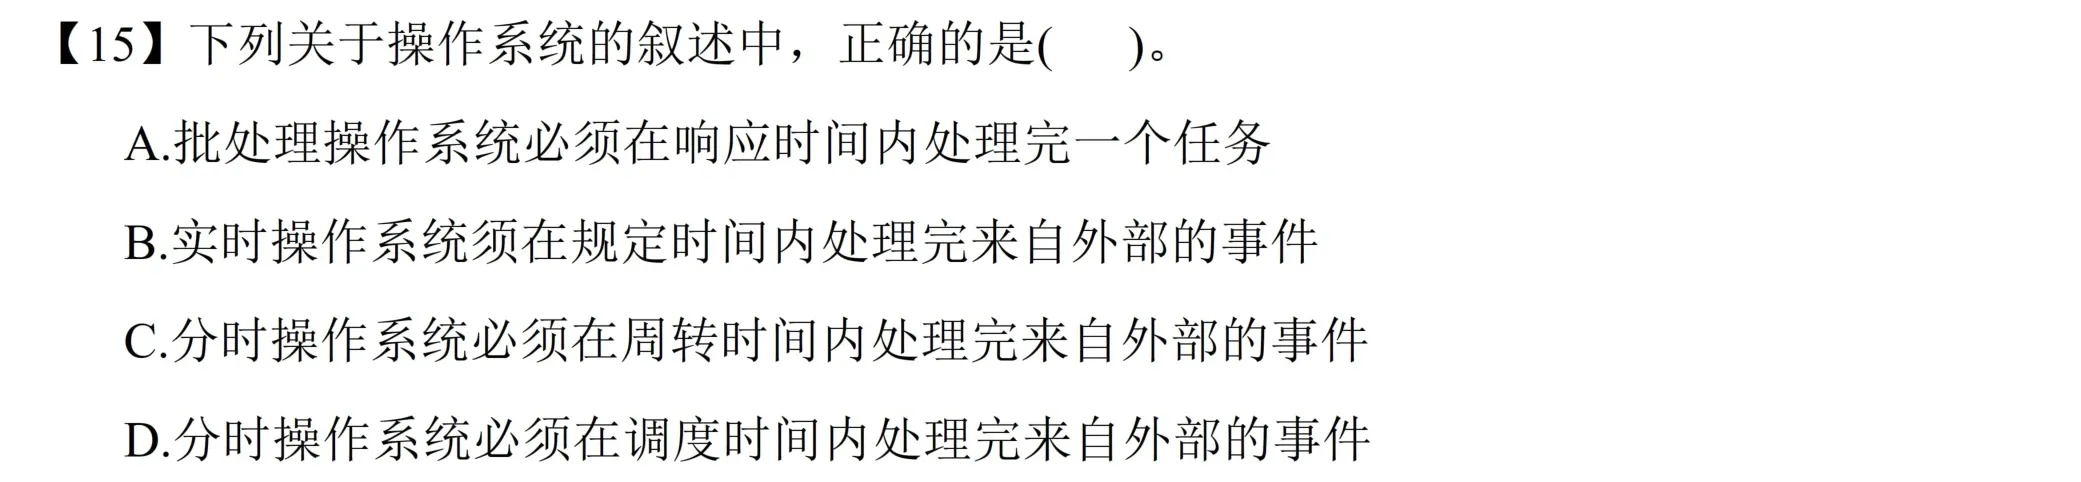 【15】下列关于操作系统的叙述中，正确的是(    )。
A.批处理操作系统必须在响应时间内处理完一个任务
B.实时操作系统须在规定时间内处理完来自外部的事件
C.分时操作系统必须在周转时间内处理完来自外部的事件
D.分时操作系统必须在调度时间内处理完来自外部的事件